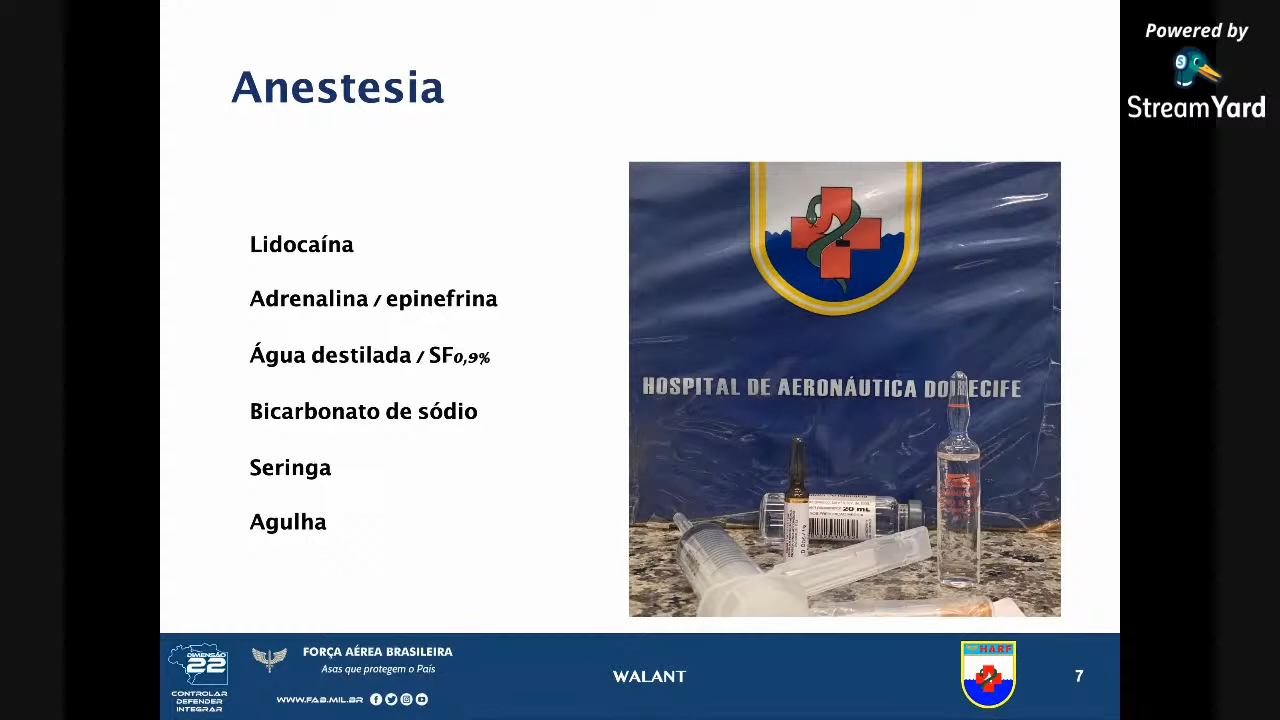 Powered by
StreamYard
Anestesia
Lidocaína
Adrenalina / epinefrina
Água destilada / SF0,9%
Bicarbonato de sódio
Seringa
Agulha
HOSPITAL DE AERONÁUTICA DO RECIFE
20 mL
DIMENSÃO
22
CONTROLAR
DEFENDER
INTEGRAR
FORÇA AÉREA BRASILEIRA
Asas que protegem o País
WWW.FAB.MIL.BR
WALANT
HARF
7